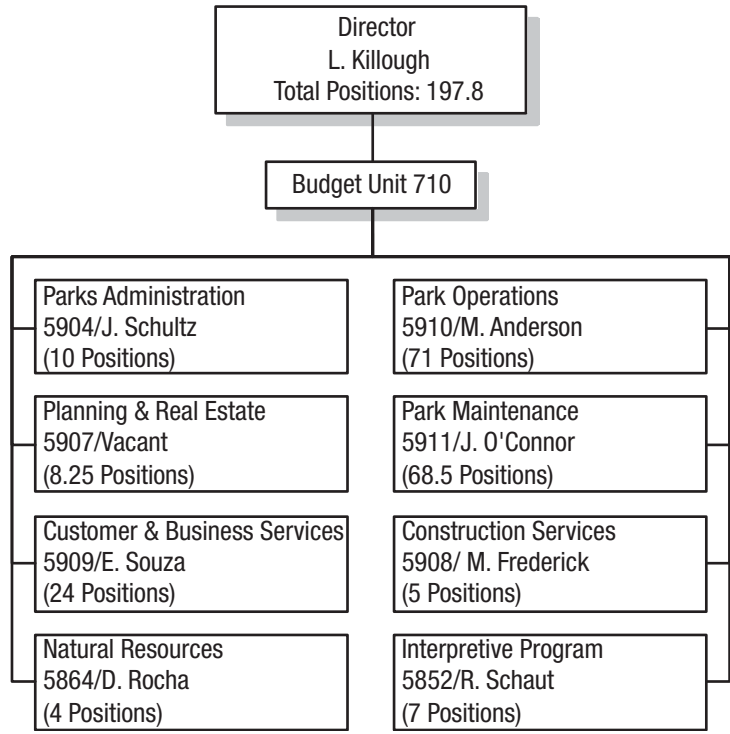 Director
L. Killough
Total Positions: 197.8
Budget Unit 710
Parks Administration
5904/J. Schultz
(10 Positions)
Planning & Real Estate
5907/Vacant
(8.25 Positions)
Customer & Business Services
5909/E. Souza
(24 Positions)
Natural Resources
5864/D. Rocha
(4 Positions)
Park Operations
5910/M. Anderson
(71 Positions)
Park Maintenance
5911/J. O'Connor
(68.5 Positions)
Construction Services
5908/ M. Frederick
(5 Positions)
Interpretive Program
5852/R. Schaut
(7 Positions)